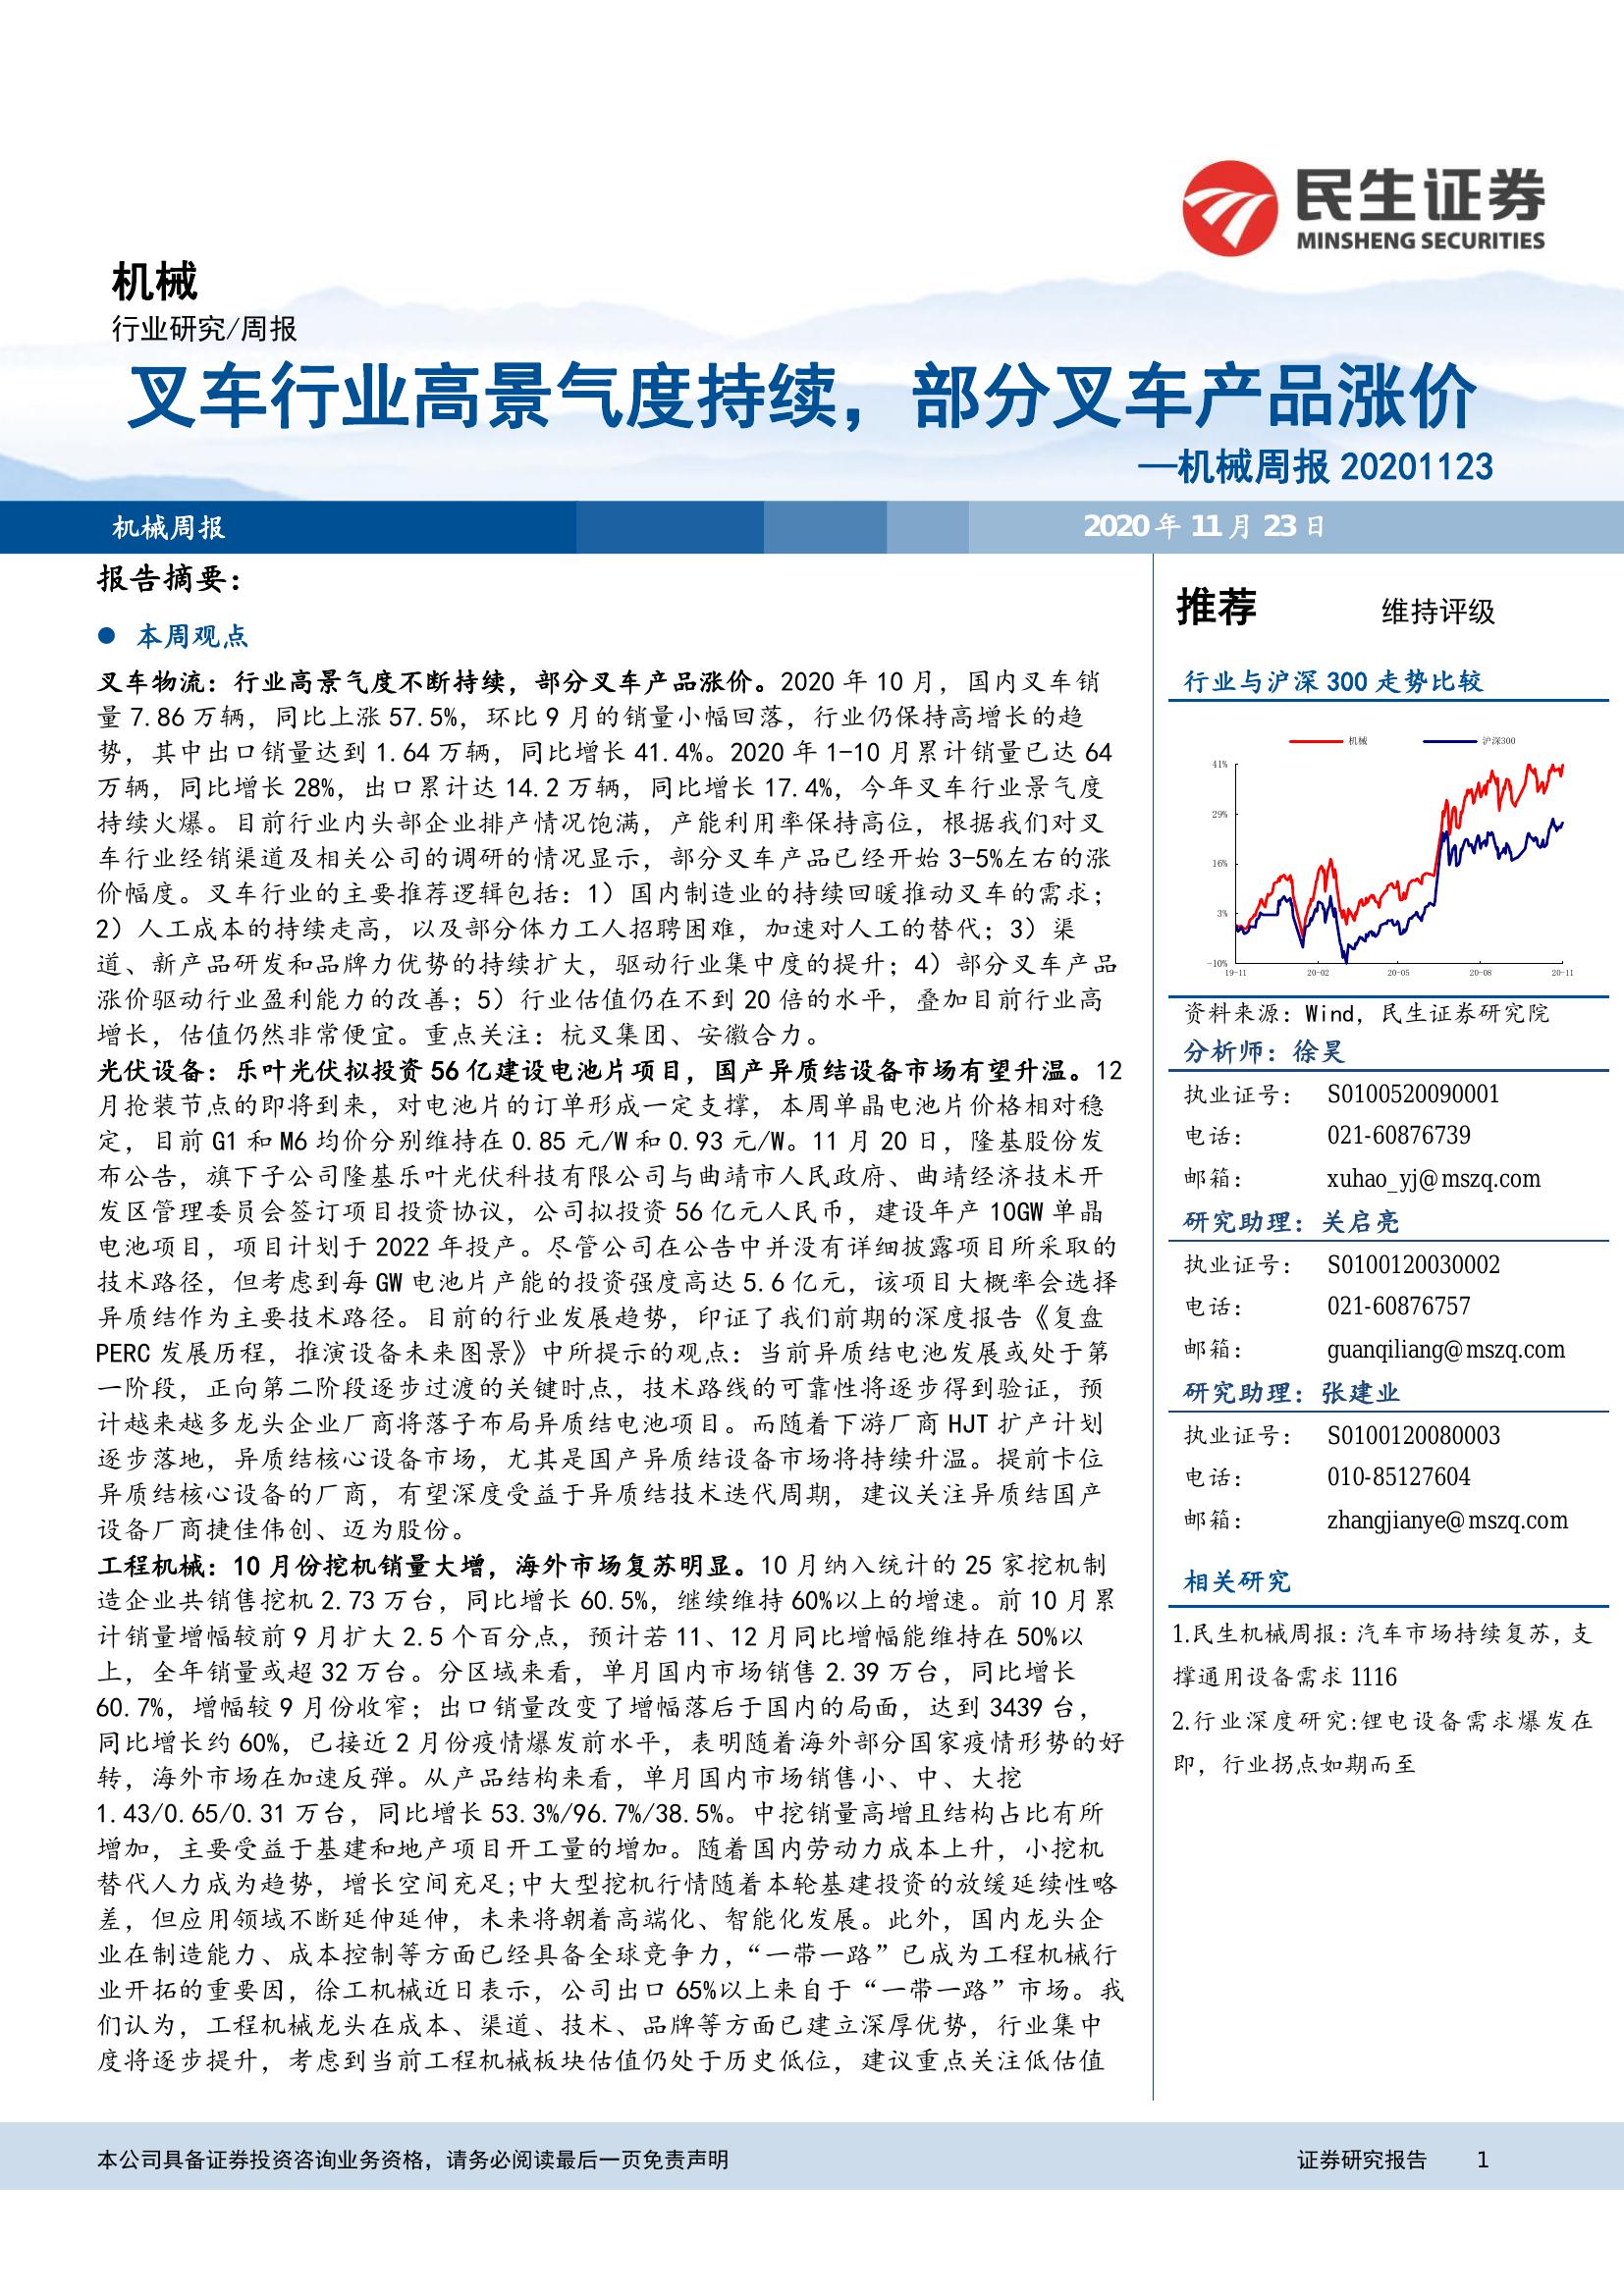 民生证券
MINSHENG SECURITIES
机械
行业研究/周报
叉车行业高景气度持续，部分叉车产品涨价
—机械周报 20201123
机械周报
2020 年 11 月 23 日
报告摘要：
● 本周观点
叉车物流：行业高景气度不断持续，部分叉车产品涨价。2020 年 10 月，国内叉车销
量 7.86 万辆，同比上涨 57.5%，环比 9 月的销量小幅回落，行业仍保持高增长的趋
势，其中出口销量达到 1.64 万辆，同比增长 41.4%。2020 年 1-10 月累计销量已达 64
万辆，同比增长 28%，出口累计达 14.2 万辆，同比增长 17.4%，今年叉车行业景气度
持续火爆。目前行业内头部企业排产情况饱满，产能利用率保持高位，根据我们对叉
车行业经销渠道及相关公司的调研的情况显示，部分叉车产品已经开始 3-5%左右的涨
价幅度。叉车行业的主要推荐逻辑包括：1）国内制造业的持续回暖推动叉车的需求；
2）人工成本的持续走高，以及部分体力工人招聘困难，加速对人工的替代；3）渠
道、新产品研发和品牌力优势的持续扩大，驱动行业集中度的提升；4）部分叉车产品
涨价驱动行业盈利能力的改善；5）行业估值仍在不到 20 倍的水平，叠加目前行业高
增长，估值仍然非常便宜。重点关注：杭叉集团、安徽合力。
光伏设备：乐叶光伏拟投资 56 亿建设电池片项目，国产异质结设备市场有望升温。12
月抢装节点的即将到来，对电池片的订单形成一定支撑，本周单晶电池片价格相对稳
定，目前 G1 和 M6 均价分别维持在 0.85 元/W 和 0.93 元/W。11 月 20 日，隆基股份发
布公告，旗下子公司隆基乐叶光伏科技有限公司与曲靖市人民政府、曲靖经济技术开
发区管理委员会签订项目投资协议，公司拟投资 56 亿元人民币，建设年产 10GW 单晶
电池项目，项目计划于 2022 年投产。尽管公司在公告中并没有详细披露项目所采取的
技术路径，但考虑到每 GW 电池片产能的投资强度高达 5.6 亿元，该项目大概率会选择
异质结作为主要技术路径。目前的行业发展趋势，印证了我们前期的深度报告《复盘
PERC 发展历程，推演设备未来图景》中所提示的观点：当前异质结电池发展或处于第
一阶段，正向第二阶段逐步过渡的关键时点，技术路线的可靠性将逐步得到验证，预
计越来越多龙头企业厂商将落子布局异质结电池项目。而随着下游厂商 HJT 扩产计划
逐步落地，异质结核心设备市场，尤其是国产异质结设备市场将持续升温。提前卡位
异质结核心设备的厂商，有望深度受益于异质结技术迭代周期，建议关注异质结国产
设备厂商捷佳伟创、迈为股份。
工程机械：10 月份挖机销量大增，海外市场复苏明显。10 月纳入统计的 25 家挖机制
造企业共销售挖机 2.73 万台，同比增长 60.5%，继续维持 60%以上的增速。前 10 月累
计销量增幅较前 9 月扩大 2.5 个百分点，预计若 11、12 月同比增幅能维持在 50%以
上，全年销量或超 32 万台。分区域来看，单月国内市场销售 2.39 万台，同比增长
60.7%，增幅较 9 月份收窄；出口销量改变了增幅落后于国内的局面，达到 3439 台，
同比增长约 60%，已接近 2 月份疫情爆发前水平，表明随着海外部分国家疫情形势的好
转，海外市场在加速反弹。从产品结构来看，单月国内市场销售小、中、大挖
1.43/0.65/0.31 万台，同比增长 53.3%/96.7%/38.5%。中挖销量高增且结构占比有所
增加，主要受益于基建和地产项目开工量的增加。随着国内劳动力成本上升，小挖机
替代人力成为趋势，增长空间充足;中大型挖机行情随着本轮基建投资的放缓延续性略
差，但应用领域不断延伸延伸，未来将朝着高端化、智能化发展。此外，国内龙头企
业在制造能力、成本控制等方面已经具备全球竞争力，“一带一路”已成为工程机械行
业开拓的重要因，徐工机械近日表示，公司出口 65%以上来自于“一带一路”市场。我
们认为，工程机械龙头在成本、渠道、技术、品牌等方面已建立深厚优势，行业集中
度将逐步提升，考虑到当前工程机械板块估值仍处于历史低位，建议重点关注低估值
推荐 维持评级
行业与沪深 300 走势比较
机械 沪深300
41%
29%
16%
3%
-10%
19-11 20-02 20-05 20-08 20-11
资料来源：Wind，民生证券研究院
分析师：徐昊
执业证号： S0100520090001
电话： 021-60876739
邮箱： xuhao_yj@mszq.com
研究助理：关启亮
执业证号： S0100120030002
电话： 021-60876757
邮箱： guanqiliang@mszq.com
研究助理：张建业
执业证号： S0100120080003
电话： 010-85127604
邮箱： zhangjianye@mszq.com
相关研究
1.民生机械周报：汽车市场持续复苏，支
撑通用设备需求 1116
2.行业深度研究:锂电设备需求爆发在
即，行业拐点如期而至
本公司具备证券投资咨询业务资格，请务必阅读最后一页免责声明
证券研究报告 1